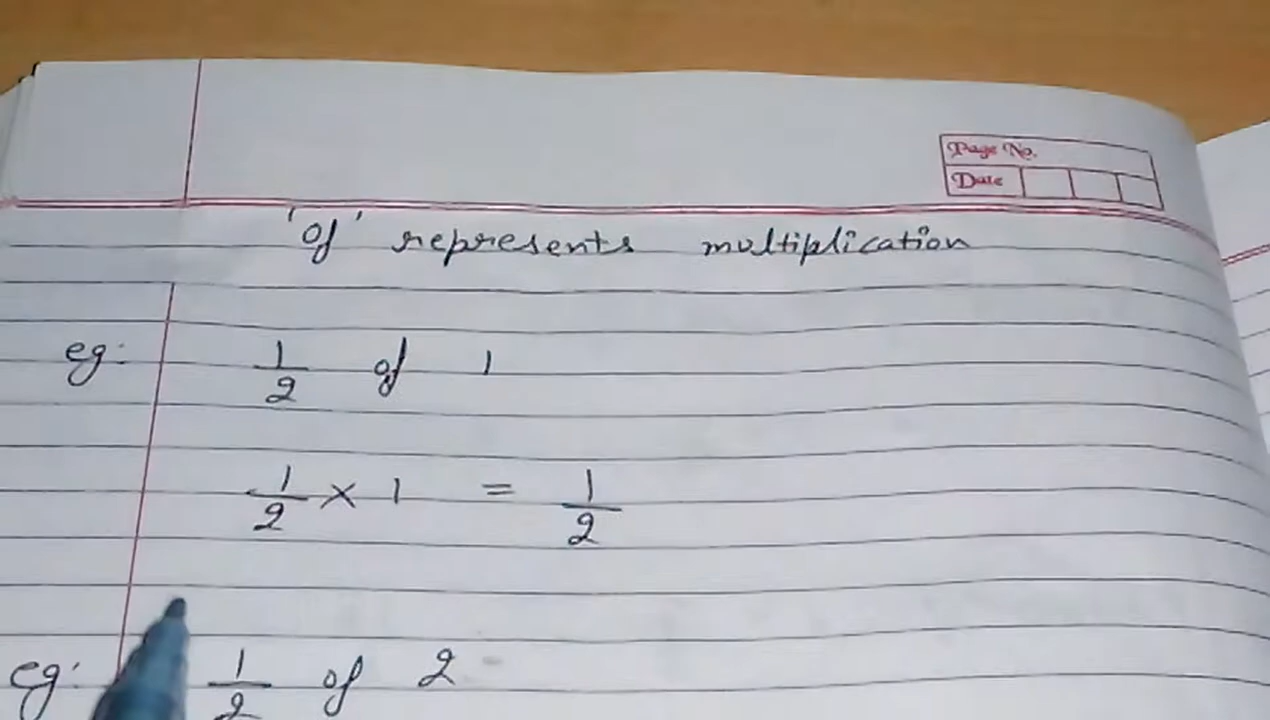 Page No.
Date
'of' represents multiplication
eg: 1/2 of 1
1/2 × 1 = 1/2
eg: 1/2 of 2